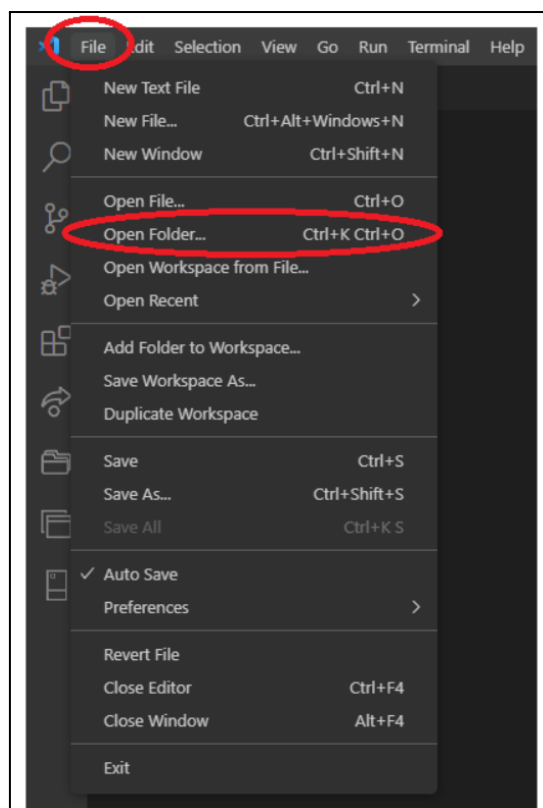 File Edit Selection View Go Run Terminal Help
New Text File Ctrl+N
New File... Ctrl+Alt+Windows+N
New Window Ctrl+Shift+N
Open File... Ctrl+O
Open Folder... Ctrl+K Ctrl+O
Open Workspace from File...
Open Recent
Add Folder to Workspace...
Save Workspace As...
Duplicate Workspace
Save Ctrl+S
Save As... Ctrl+Shift+S
Save All Ctrl+K S
Auto Save
Preferences
Revert File
Close Editor Ctrl+F4
Close Window Alt+F4
Exit